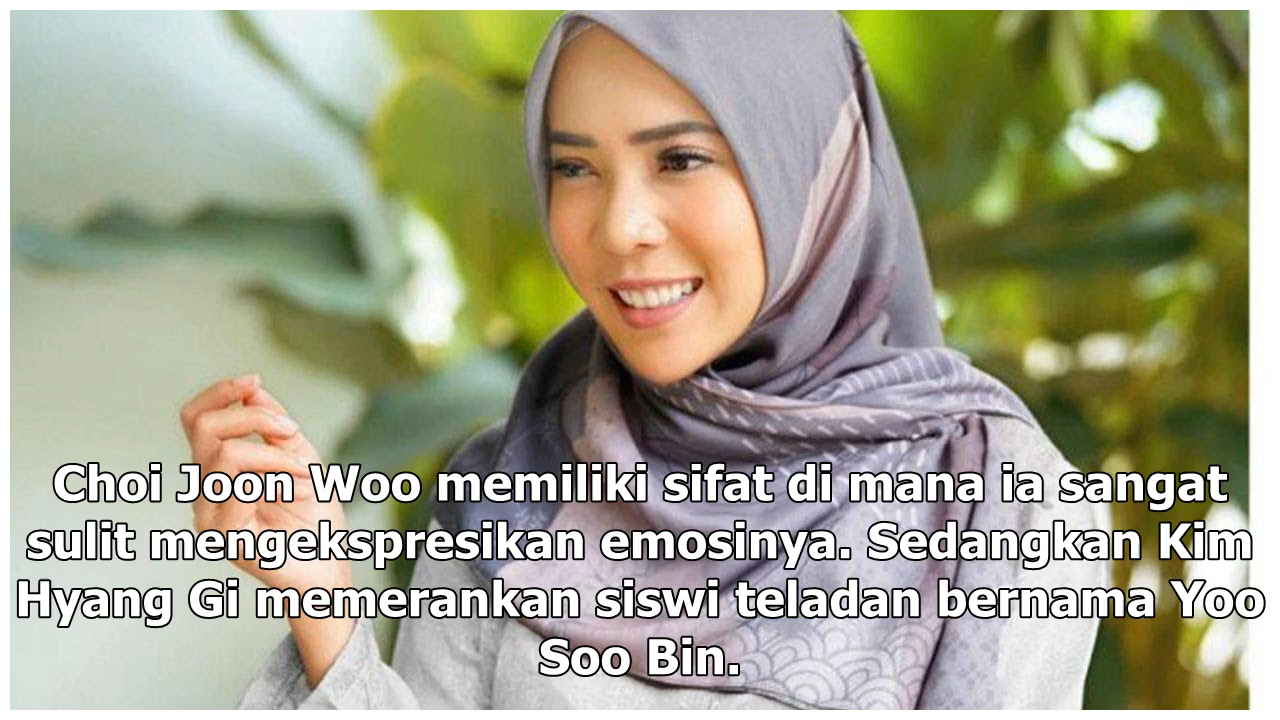 Choi Joon Woo memiliki sifat di mana ia sangat
sulit mengekspresikan emosinya. Sedangkan Kim
Hyang Gi memerankan siswi teladan bernama Yoo
Soo Bin.